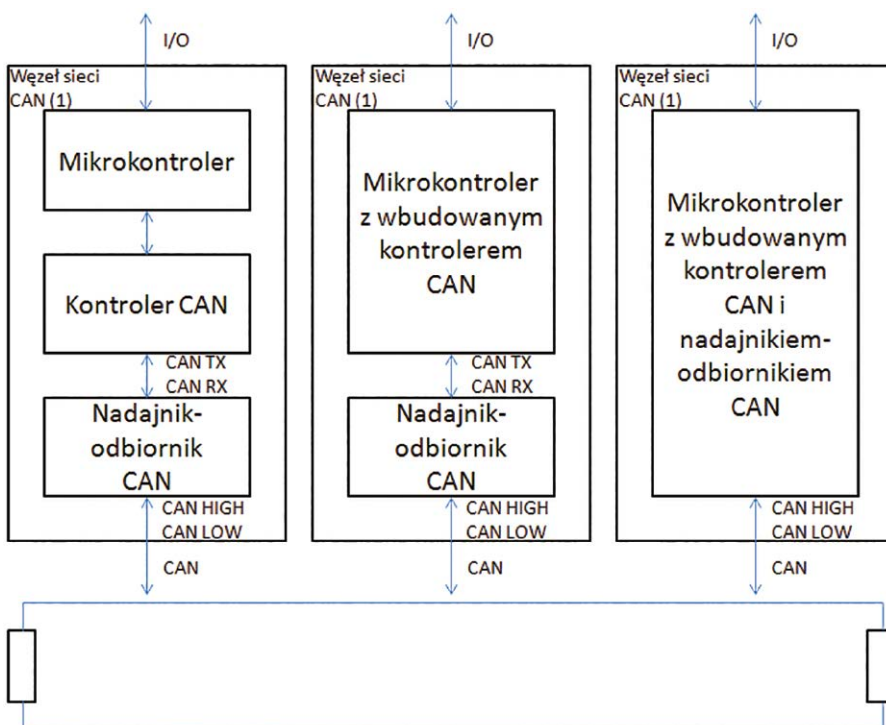 I/O
Węzeł sieci
CAN (1)
Mikrokontroler
Kontroler CAN
CAN TX
CAN RX
Nadajnik-
odbiornik
CAN
CAN HIGH
CAN LOW
CAN
I/O
Węzeł sieci
CAN (1)
Mikrokontroler
z wbudowanym
kontrolerem
CAN
CAN TX
CAN RX
Nadajnik-
odbiornik
CAN
CAN HIGH
CAN LOW
CAN
I/O
Węzeł sieci
CAN (1)
Mikrokontroler
z wbudowanym
kontrolerem
CAN i
nadajnikiem-
odbiornikiem
CAN
CAN HIGH
CAN LOW
CAN